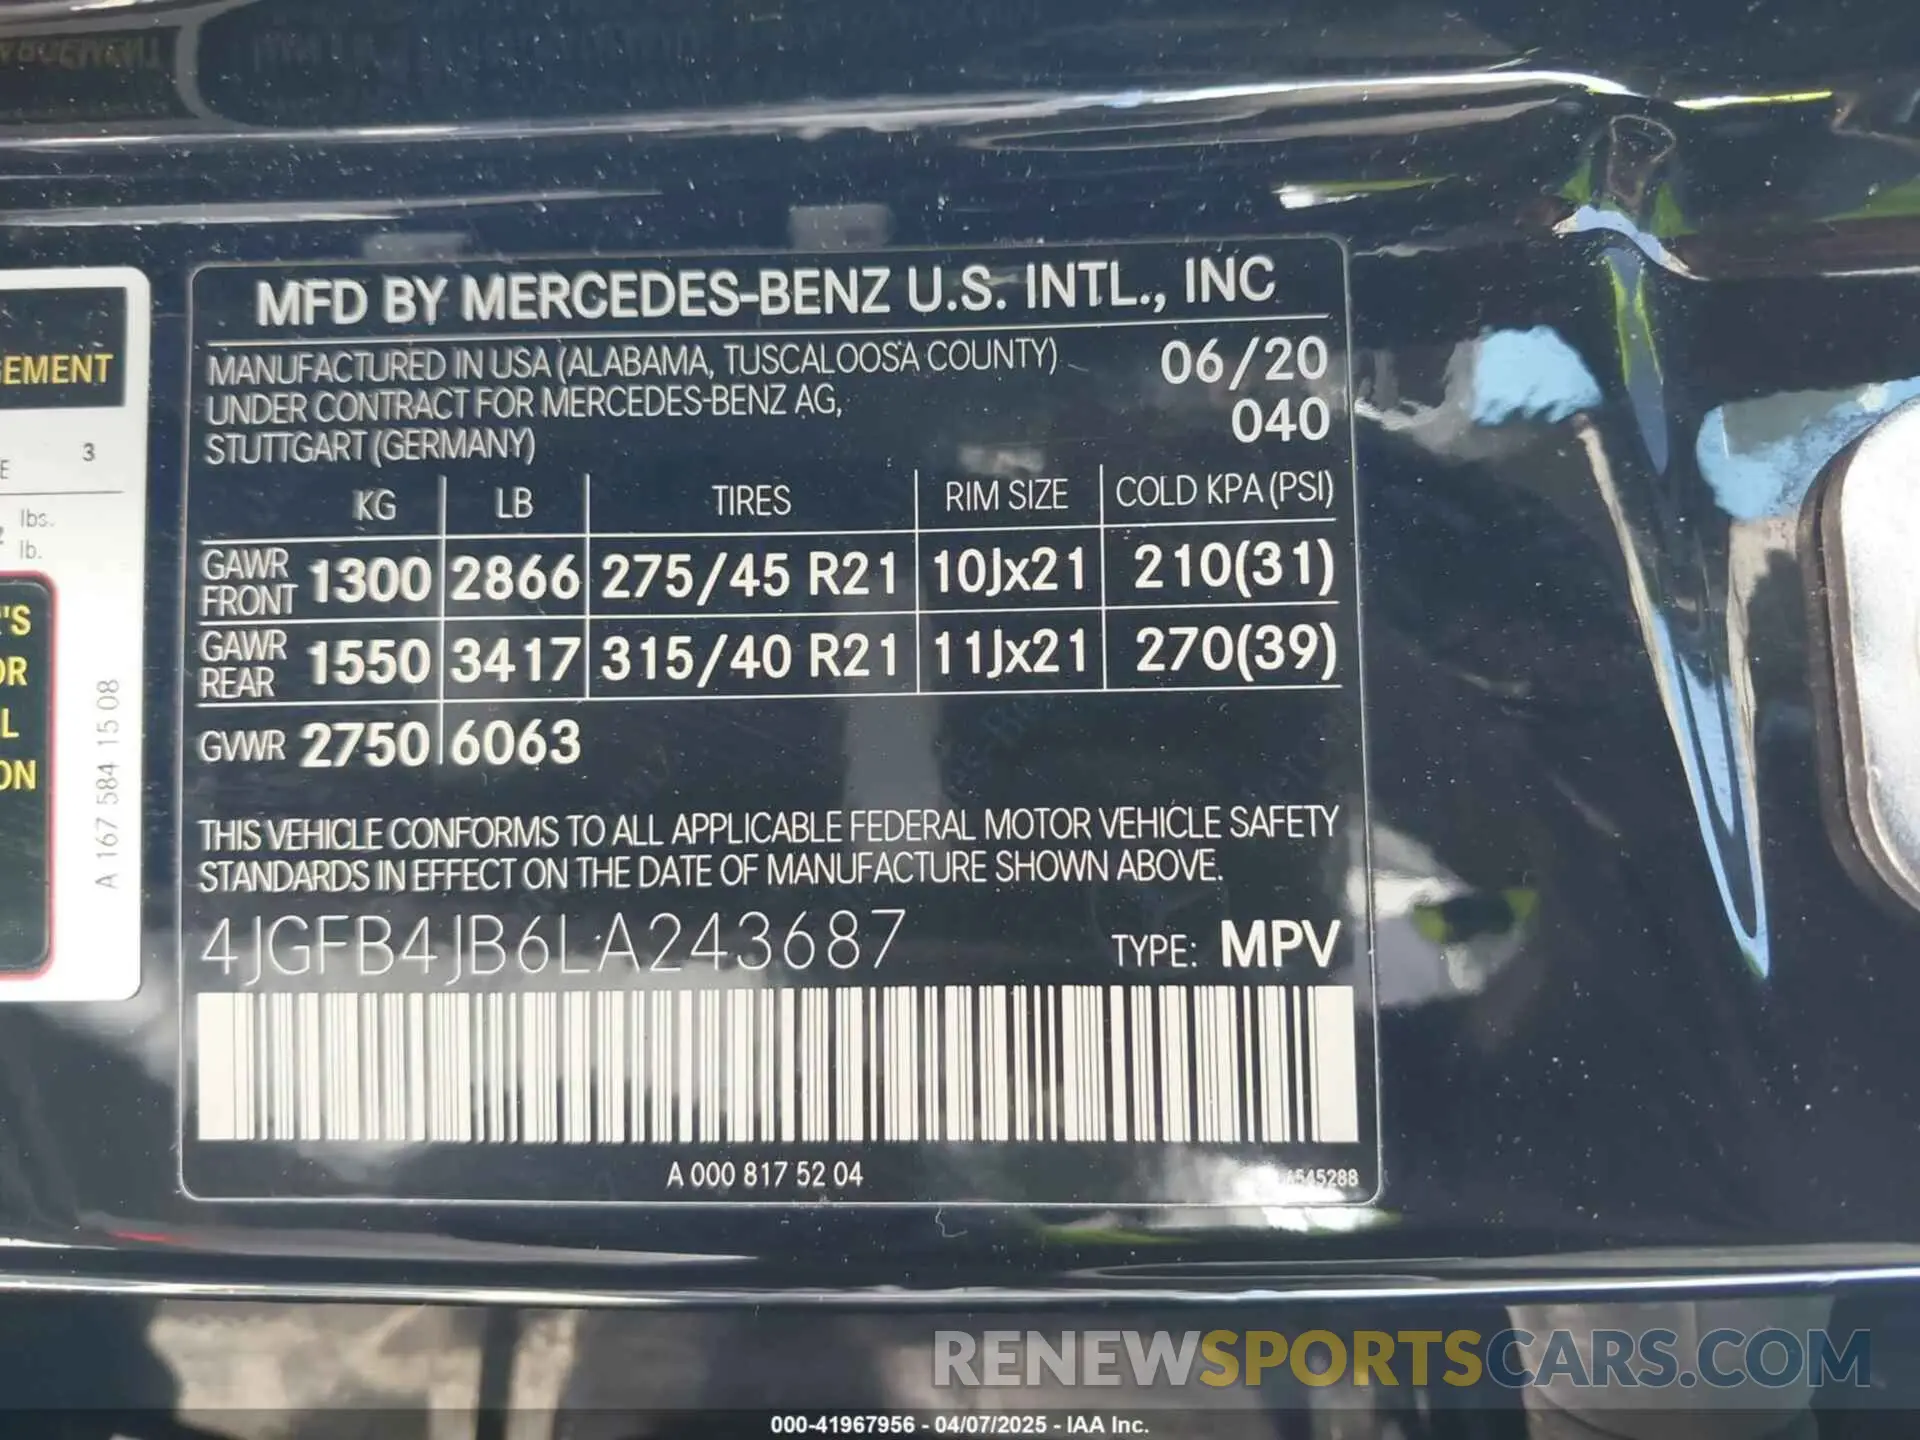 MFD BY MERCEDES-BENZ U.S. INTL., INC
MANUFACTURED IN USA (ALABAMA, TUSCALOOSA COUNTY) 06/20
UNDER CONTRACT FOR MERCEDES-BENZ AG, 040
STUTTGART (GERMANY)
KG LB TIRES RIM SIZE COLD KPA (PSI)
GAWR FRONT 1300 2866 275/45 R21 10Jx21 210(31)
GAWR REAR 1550 3417 315/40 R21 11Jx21 270(39)
GVWR 2750 6063
THIS VEHICLE CONFORMS TO ALL APPLICABLE FEDERAL MOTOR VEHICLE SAFETY
STANDARDS IN EFFECT ON THE DATE OF MANUFACTURE SHOWN ABOVE.
4JGFB4JB6LA243687 TYPE: MPV
A 000 817 52 04
EMENT
3
lbs.
lb.
'S
OR
L
ON
A 167 584 15 08
RENEWSPORTSCARS.COM
000-41967956 - 04/07/2025 - IAA Inc.